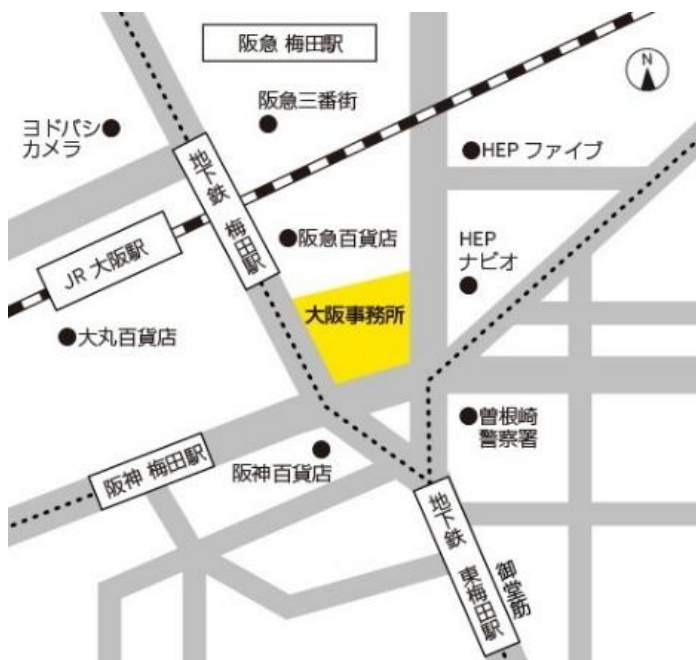 阪急 梅田駅
N
阪急三番街
ヨドバシ
カメラ
HEP ファイブ
地下鉄 梅田駅
阪急百貨店
HEP
ナビオ
JR 大阪駅
大阪事務所
大丸百貨店
曽根崎
警察署
阪神 梅田駅
阪神百貨店
地下鉄 東梅田駅
御堂筋